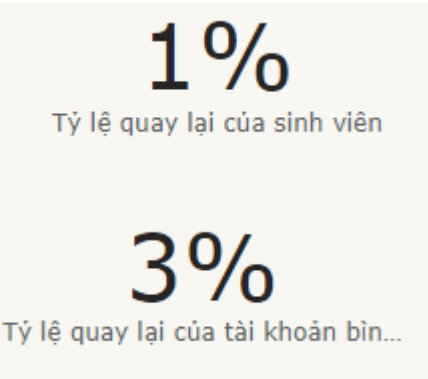 1%
Tỷ lệ quay lại của sinh viên
3%
Tỷ lệ quay lại của tài khoản bìn...